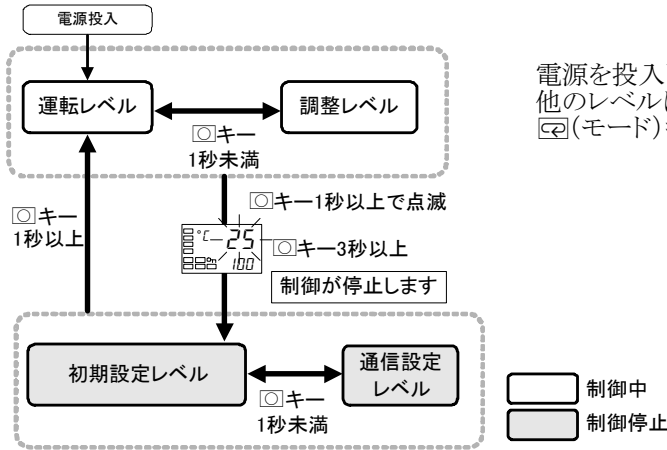 電源投入
運転レベル
調整レベル
キー
1秒未満
キー
1秒以上
キー1秒以上で点滅
℃
25
100
キー3秒以上
制御が停止します
初期設定レベル
通信設定
レベル
キー
1秒未満
制御中
制御停止
電源を投入
他のレベル
(モード)